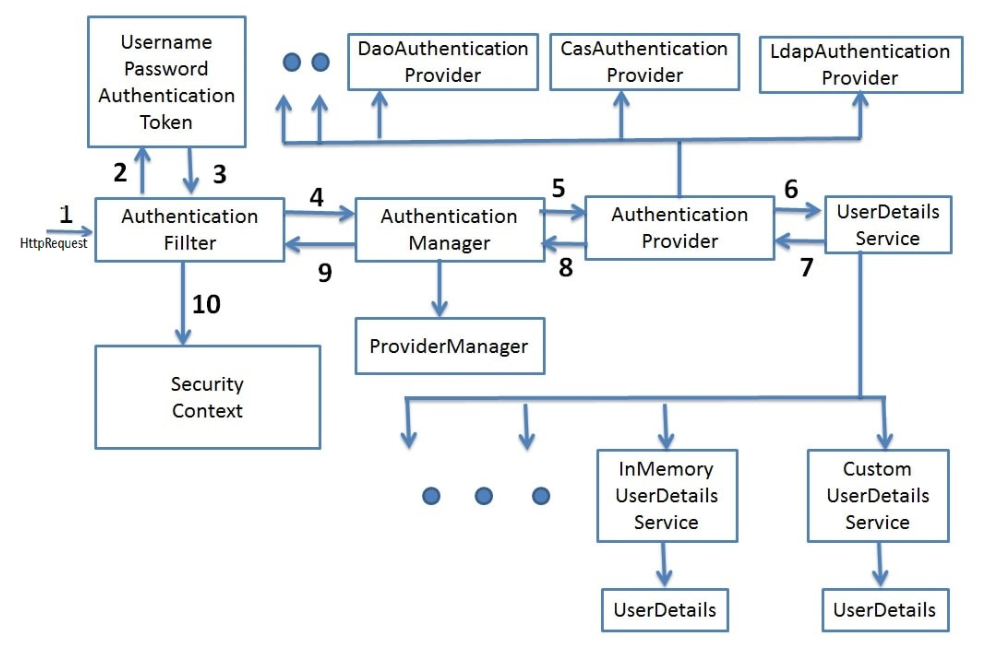 Username
Password
Authentication
Token
DaoAuthentication
Provider
CasAuthentication
Provider
LdapAuthentication
Provider
2
3
1
HttpRequest
Authentication
Fillter
4
9
Authentication
Manager
5
8
Authentication
Provider
6
7
UserDetails
Service
10
ProviderManager
Security
Context
InMemory
UserDetails
Service
Custom
UserDetails
Service
UserDetails
UserDetails